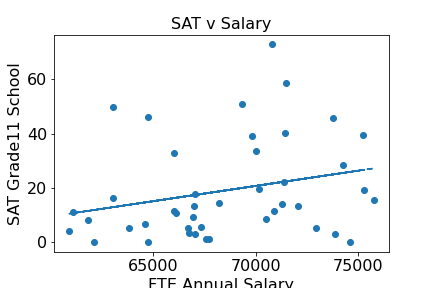 SAT v Salary
SAT Grade11 School
60
40
20
0
65000 70000 75000
FTE Annual Salary